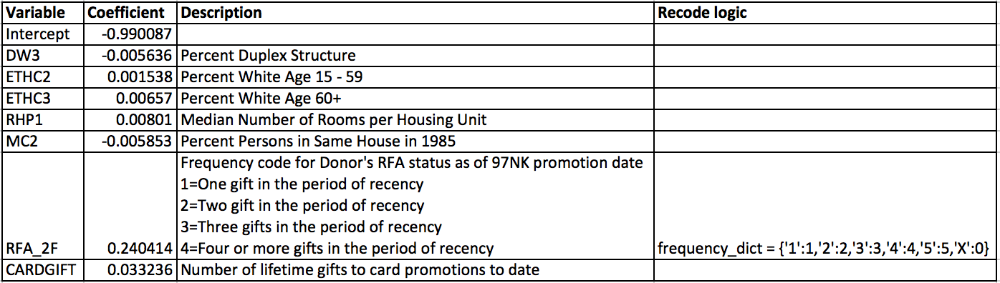 Variable Coefficient Description Recode logic
Intercept -0.990087
DW3 -0.005636 Percent Duplex Structure
ETHC2 0.001538 Percent White Age 15 - 59
ETHC3 0.00657 Percent White Age 60+
RHP1 0.00801 Median Number of Rooms per Housing Unit
MC2 -0.005853 Percent Persons in Same House in 1985
Frequency code for Donor's RFA status as of 97NK promotion date
1=One gift in the period of recency
2=Two gift in the period of recency
3=Three gifts in the period of recency
RFA_2F 0.240414 4=Four or more gifts in the period of recency frequency_dict = {'1':1,'2':2,'3':3,'4':4,'5':5,'X':0}
CARDGIFT 0.033236 Number of lifetime gifts to card promotions to date